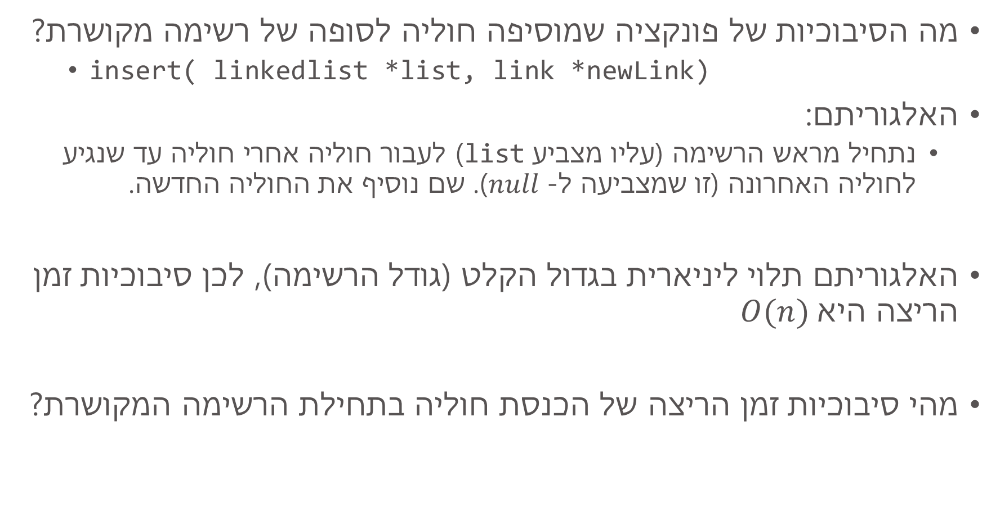 • מה הסיבוכיות של פונקציה שמוסיפה חוליה לסופה של רשימה מקושרת?
• insert( linkedlist *list, link *newLink)
• האלגוריתם:
• נתחיל מראש הרשימה (עליו מצביע list) לעבור חוליה אחרי חוליה עד שנגיע
לחוליה האחרונה (זו שמצביעה ל- null). שם נוסיף את החוליה החדשה.
• האלגוריתם תלוי ליניארית בגדול הקלט (גודל הרשימה), לכן סיבוכיות זמן
הריצה היא O(n)
• מהי סיבוכיות זמן הריצה של הכנסת חוליה בתחילת הרשימה המקושרת?